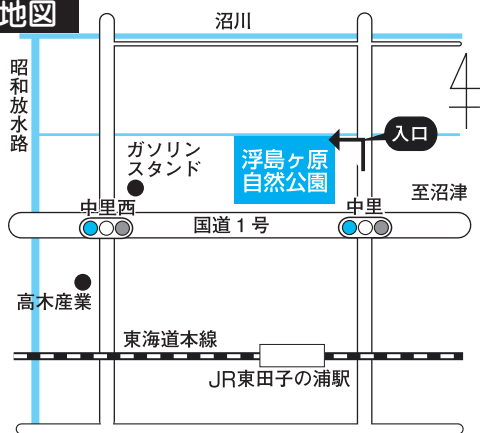 地図
沼川
昭和放水路
入口
ガソリン
スタンド
浮島ヶ原
自然公園
至沼津
中里西
中里
国道1号
高木産業
東海道本線
JR東田子の浦駅